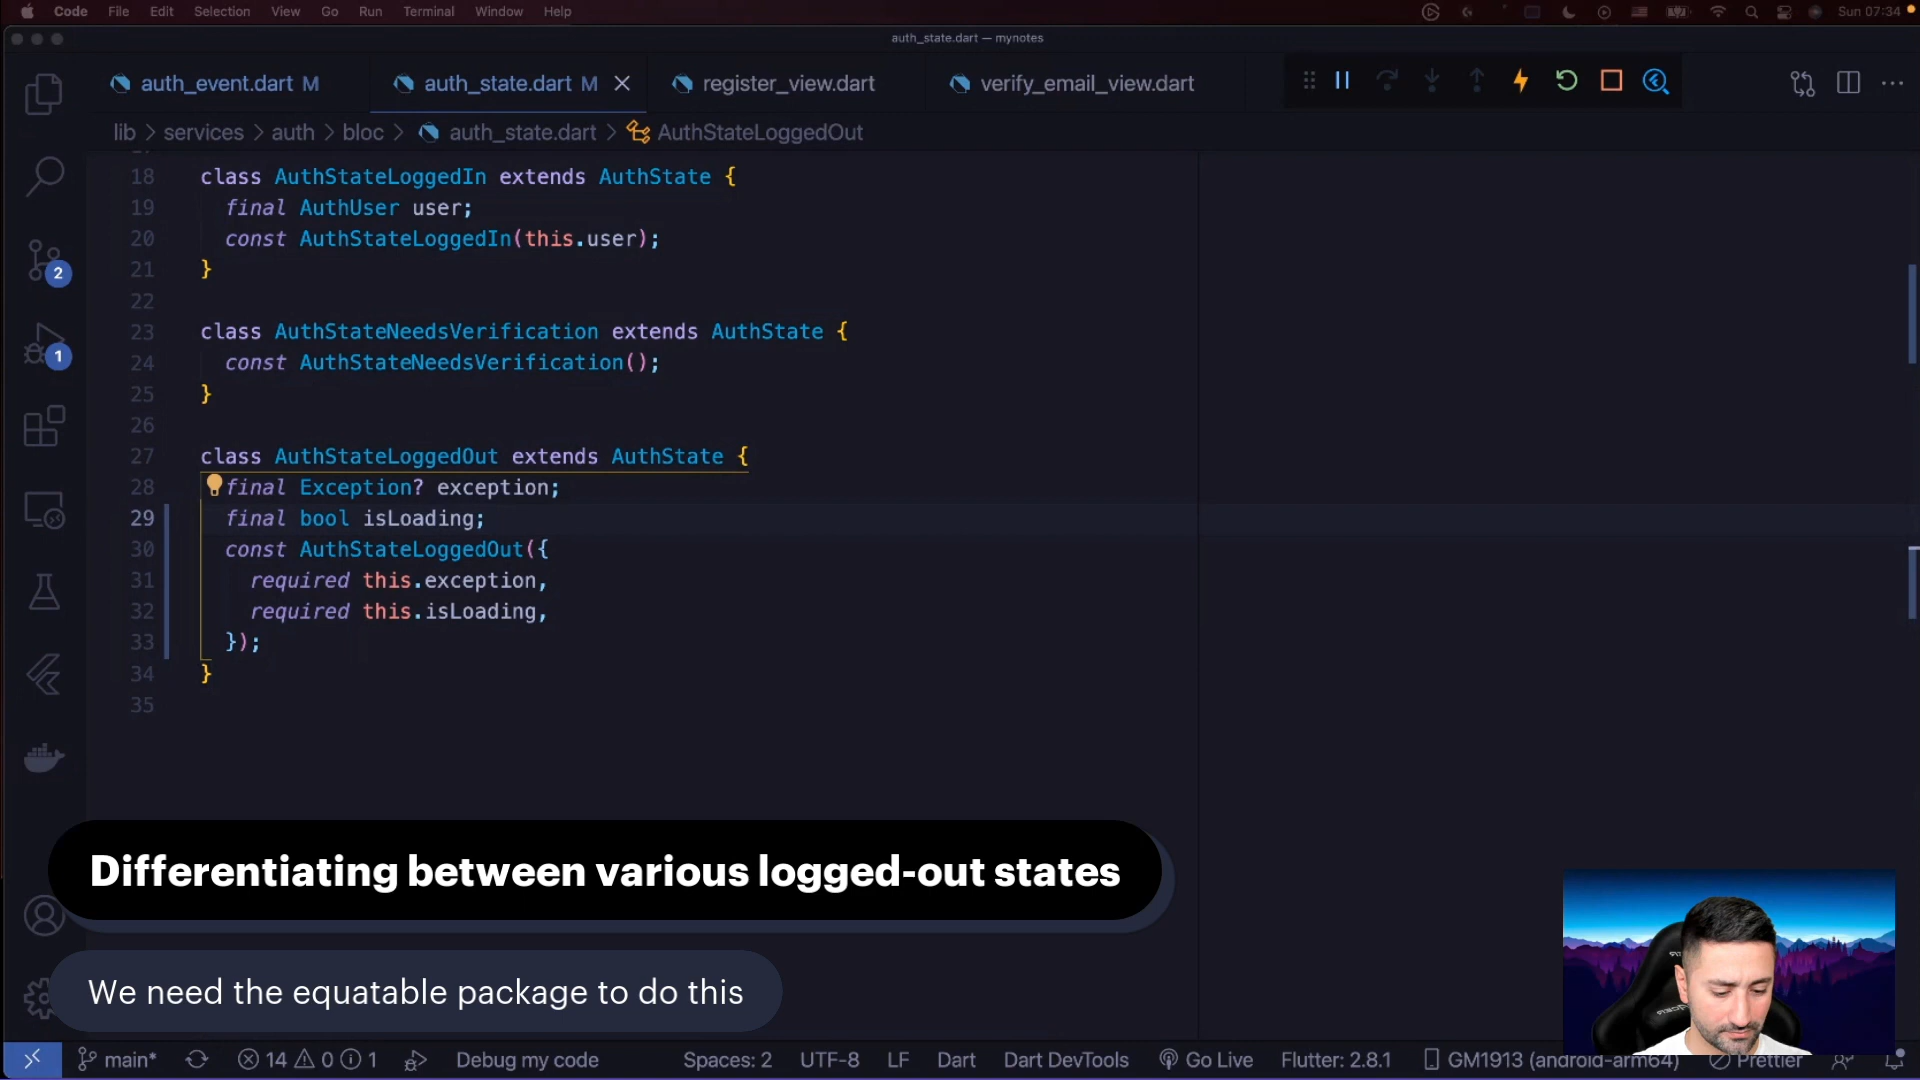 Code File Edit Selection View Go Run Terminal Window Help Sun 07:34
auth_state.dart — mynotes
auth_event.dart M auth_state.dart M register_view.dart verify_email_view.dart
lib > services > auth > bloc > auth_state.dart > AuthStateLoggedOut
18 class AuthStateLoggedIn extends AuthState {
19 final AuthUser user;
20 const AuthStateLoggedIn(this.user);
21 }
22
23 class AuthStateNeedsVerification extends AuthState {
24 const AuthStateNeedsVerification();
25 }
26
27 class AuthStateLoggedOut extends AuthState {
28 final Exception? exception;
29 final bool isLoading;
30 const AuthStateLoggedOut({
31 required this.exception,
32 required this.isLoading,
33 });
34 }
35
2
1
Differentiating between various logged-out states
We need the equatable package to do this
main* 14 0 1 Debug my code Spaces: 2 UTF-8 LF Dart Dart DevTools Go Live Flutter: 2.8.1 GM1913 (android-arm64) Prettier